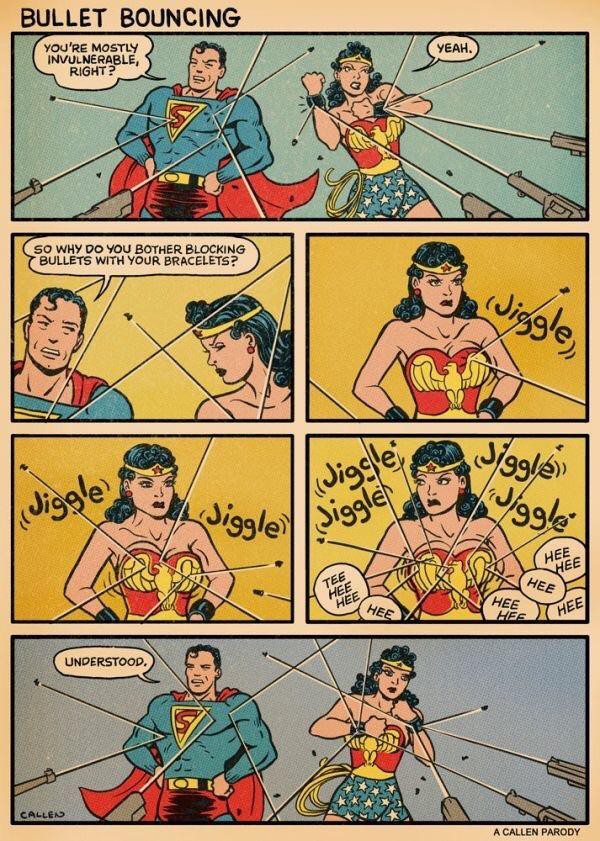 BULLET BOUNCING
YOU'RE MOSTLY
INVULNERABLE,
RIGHT?
YEAH.
S
SO WHY DO YOU BOTHER BLOCKING
BULLETS WITH YOUR BRACELETS?
Jiggle
Jiggle
Jiggle
Jiggle
Jiggle
Jiggle
Jiggle
TEE
HEE
HEE
HEE
HEE
HEE
HEE
HEE
HEE
HEE
UNDERSTOOD.
S
CALLEN
A CALLEN PARODY